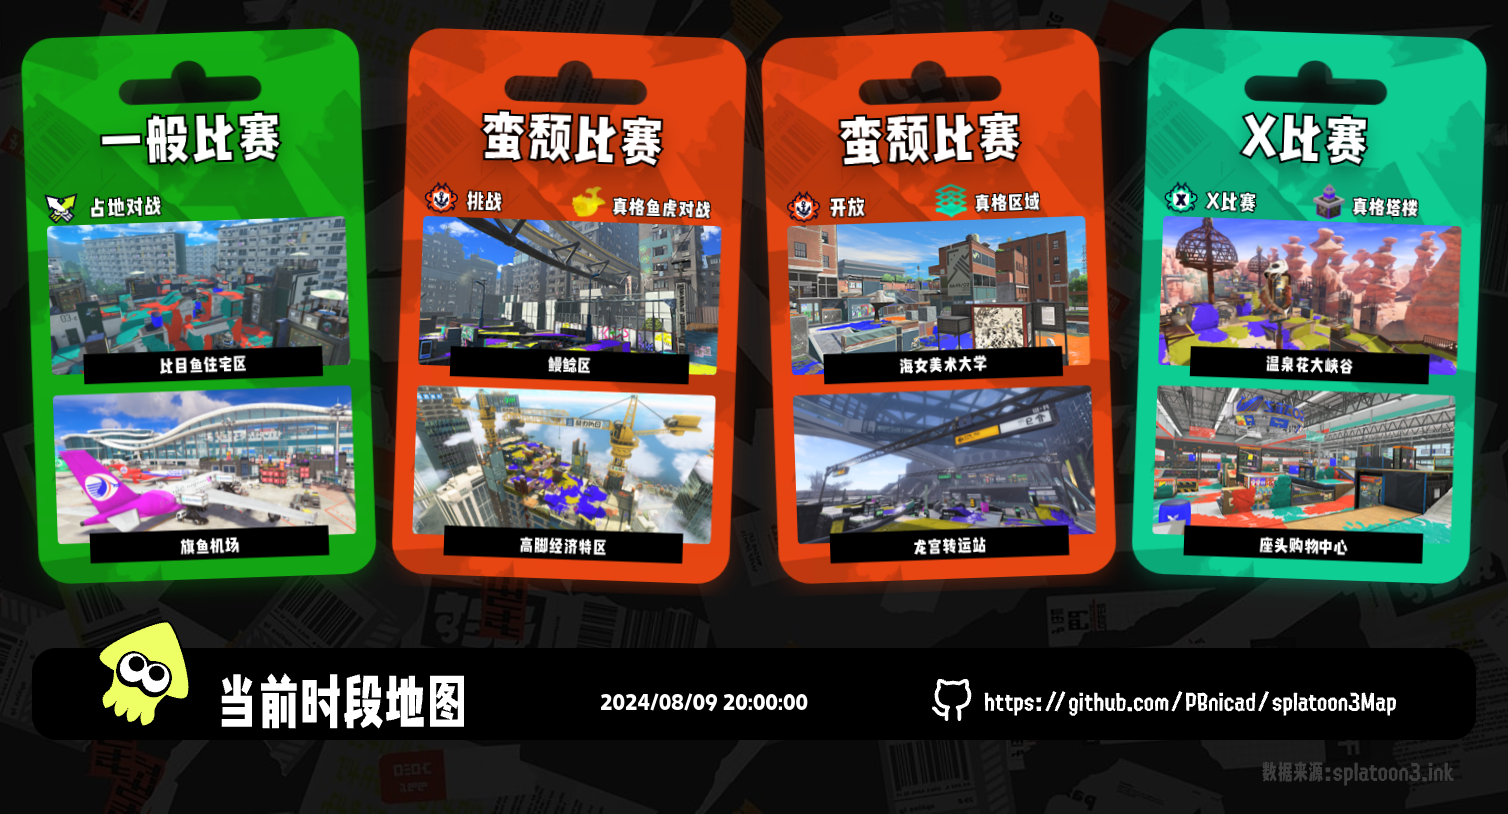 一般比赛
占地对战
比目鱼住宅区
旗鱼机场
蛮颓比赛
挑战
真格鱼虎对战
鳗鲶区
高脚经济特区
蛮颓比赛
开放
真格区域
海女美术大学
龙宫转运站
X比赛
X比赛
真格塔楼
温泉花大峡谷
座头购物中心
当前时段地图
2024/08/09 20:00:00
https://github.com/PBnicad/splatoon3Map
数据来源:splatoon3.ink